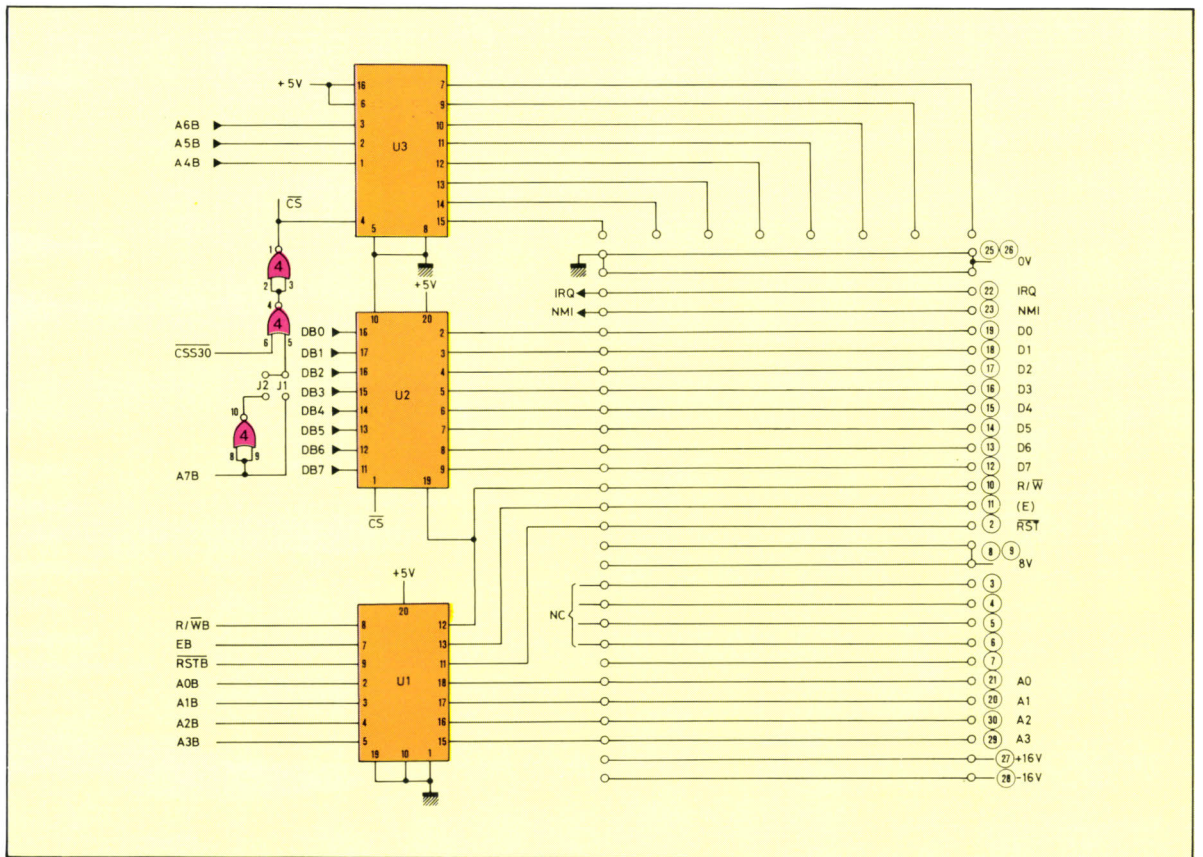 +5V 16 7
6 9
A6B 3 10
A5B 2 U3 11
A4B 1 12
13
14
CS 4 15
5 8
1
4
2 3
4
4
6 5
CSS30
J2 J1
10
4
8 9
A7B
+5V
10 20
DB0 16 2
DB1 17 3
DB2 16 4
DB3 15 U2 5
DB4 14 6
DB5 13 7
DB6 12 8
DB7 11 9
1 19
CS
25 26
0V
IRQ 22 IRQ
NMI 23 NMI
19 D0
18 D1
17 D2
16 D3
15 D4
14 D5
13 D6
12 D7
10 R/W
11 (E)
2 RST
8 9
8V
NC
3
4
5
6
7
21 A0
20 A1
30 A2
29 A3
27 +16V
28 -16V
+5V
20
R/WB 8 12
EB 7 13
RSTB 9 11
A0B 2 U1 18
A1B 3 17
A2B 4 16
A3B 5 15
19 10 1